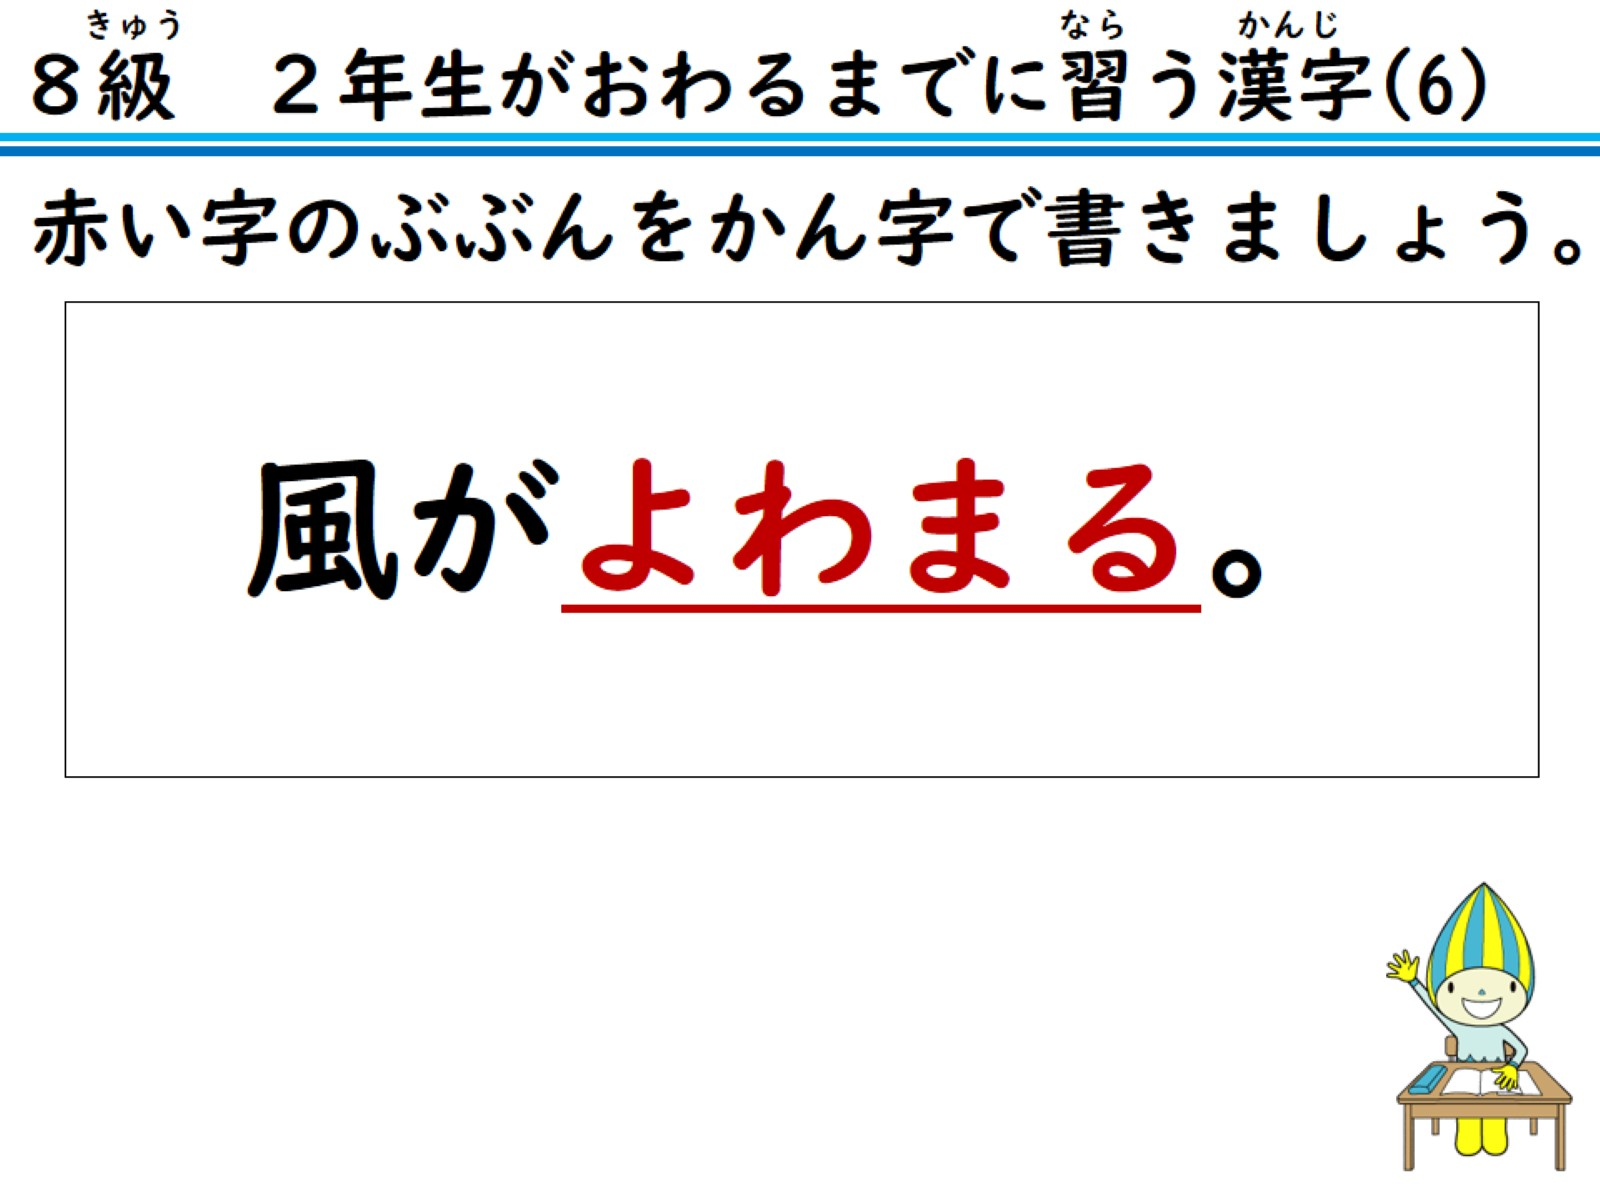 きゅう なら かんじ
８級　２年生がおわるまでに習う漢字(6)
赤い字のぶぶんをかん字で書きましょう。
風がよわまる。